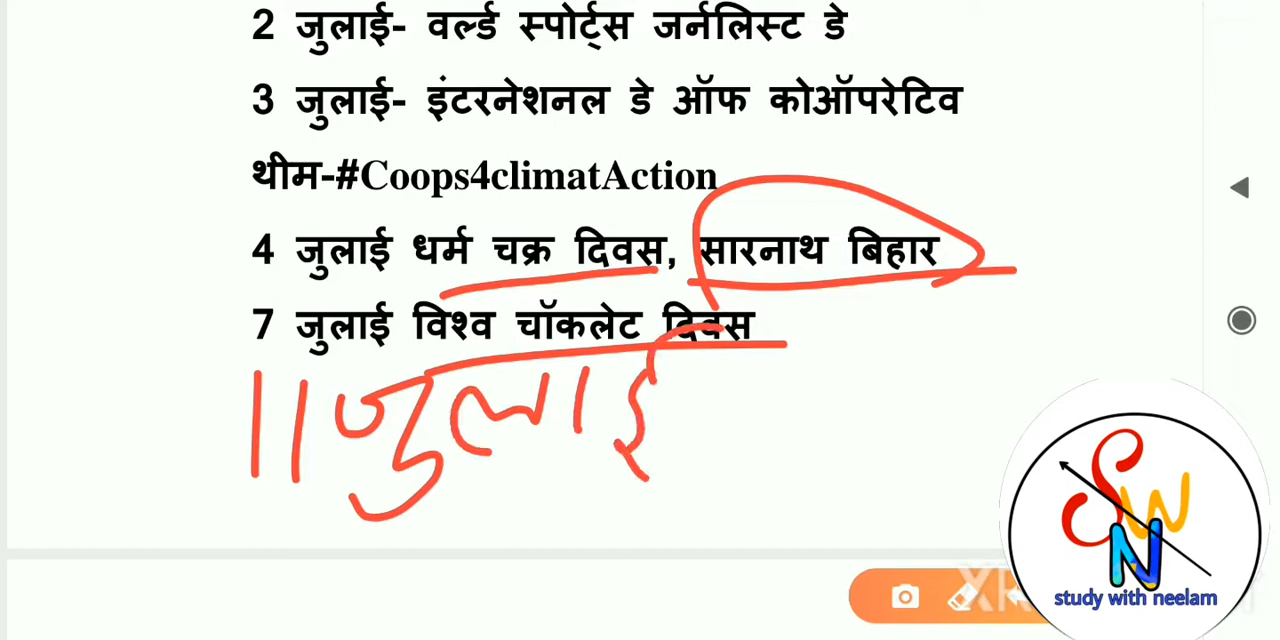 2 जुलाई- वर्ल्ड स्पोर्ट्स जर्नलिस्ट डे
3 जुलाई- इंटरनेशनल डे ऑफ कोऑपरेटिव
थीम-#Coops4climatAction
4 जुलाई धर्म चक्र दिवस, सारनाथ बिहार
7 जुलाई विश्व चॉकलेट दिवस
11 जुलाई
SWN
study with neelam